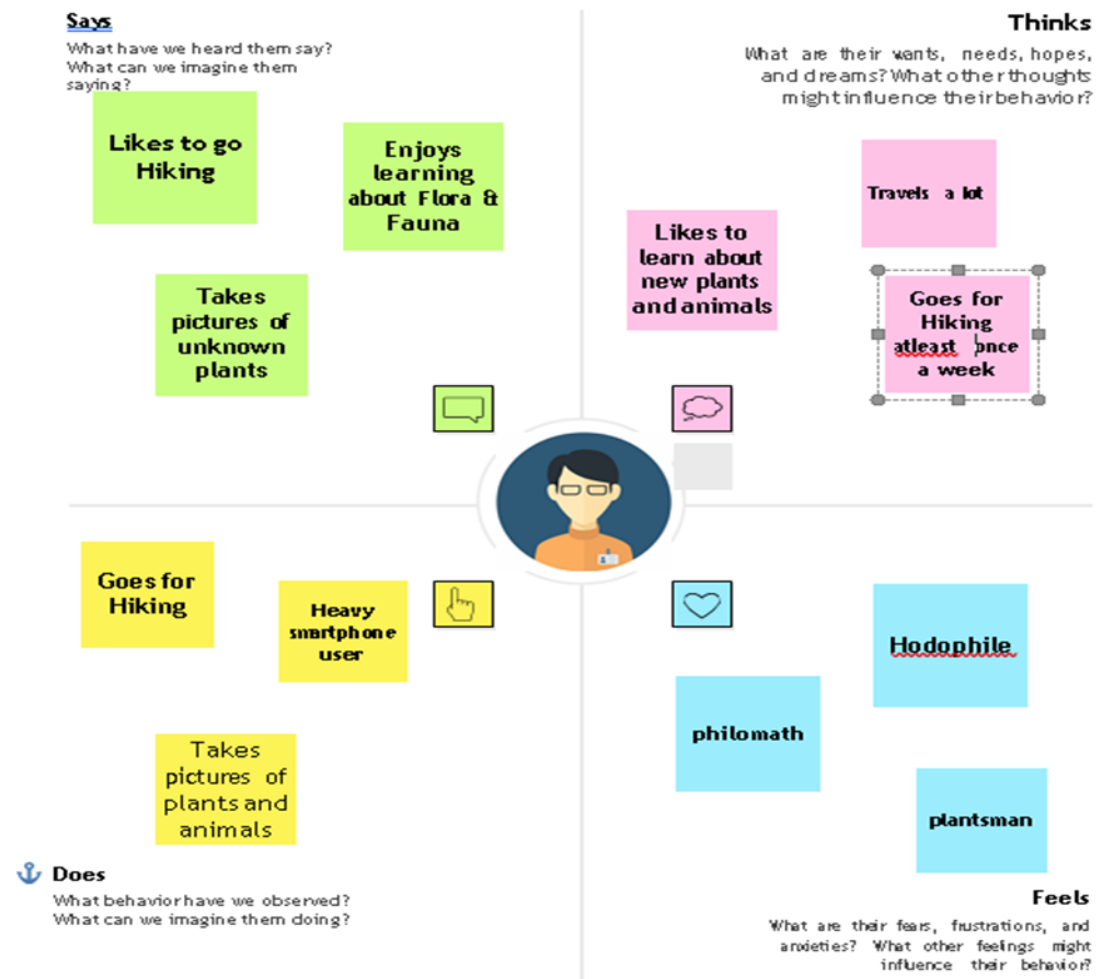 Says
What have we heard them say?
What can we imagine them
saying?
Likes to go
Hiking
Enjoys
learning
about Flora &
Fauna
Takes
pictures of
unknown
plants
Thinks
What are their wants, needs, hopes,
and dreams? What other thoughts
might influence their behavior?
Travels a lot
Likes to
learn about
new plants
and animals
Goes for
Hiking
atleast once
a week
Goes for
Hiking
Heavy
smartphone
user
Takes
pictures of
plants and
animals
Does
What behavior have we observed?
What can we imagine them doing?
Hodophile
philomath
plantsman
Feels
What are their fears, frustrations, and
anxieties? What other feelings might
influence their behavior?